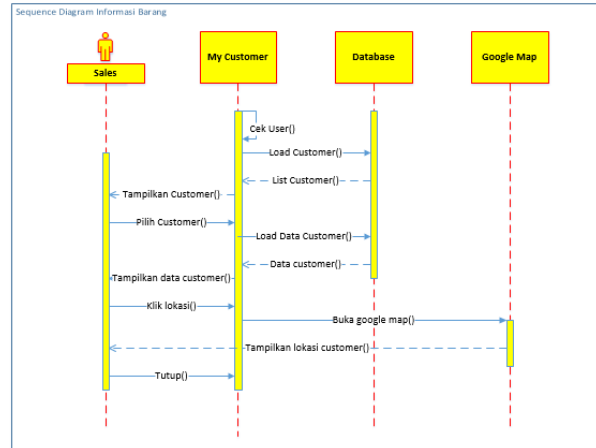 Sequence Diagram Informasi Barang
Sales
My Customer
Database
Google Map
Cek User()
Load Customer()
List Customer()
Tampilkan Customer()
Pilih Customer()
Load Data Customer()
Data customer()
Tampilkan data customer()
Klik lokasi()
Buka google map()
Tampilkan lokasi customer()
Tutup()